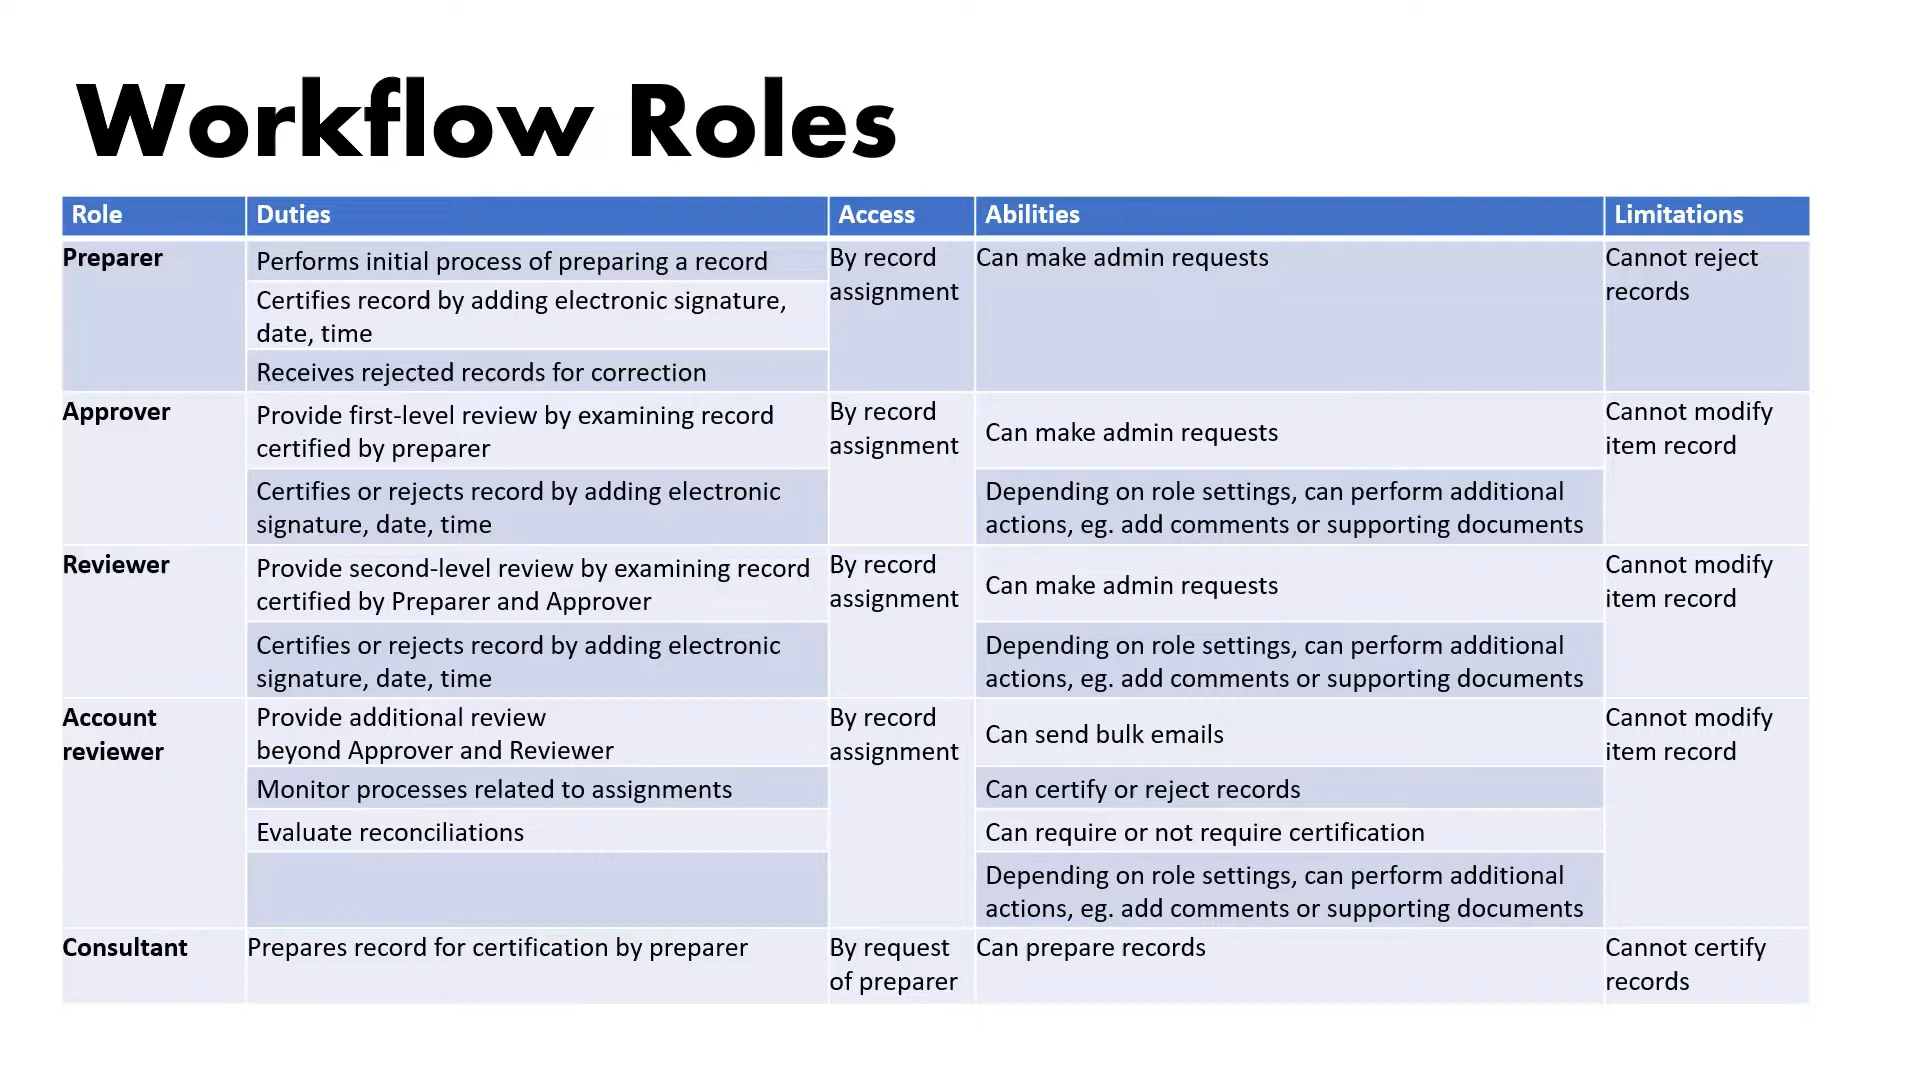 Workflow Roles
Role
Duties
Access
Abilities
Limitations
Preparer
Performs initial process of preparing a record
Certifies record by adding electronic signature,
date, time
Receives rejected records for correction
By record
assignment
Can make admin requests
Cannot reject
records
Approver
Provide first-level review by examining record
certified by preparer
Certifies or rejects record by adding electronic
signature, date, time
By record
assignment
Can make admin requests
Depending on role settings, can perform additional
actions, eg. add comments or supporting documents
Cannot modify
item record
Reviewer
Provide second-level review by examining record
certified by Preparer and Approver
Certifies or rejects record by adding electronic
signature, date, time
By record
assignment
Can make admin requests
Depending on role settings, can perform additional
actions, eg. add comments or supporting documents
Cannot modify
item record
Account
reviewer
Provide additional review
beyond Approver and Reviewer
Monitor processes related to assignments
Evaluate reconciliations
By record
assignment
Can send bulk emails
Can certify or reject records
Can require or not require certification
Depending on role settings, can perform additional
actions, eg. add comments or supporting documents
Cannot modify
item record
Consultant
Prepares record for certification by preparer
By request
of preparer
Can prepare records
Cannot certify
records